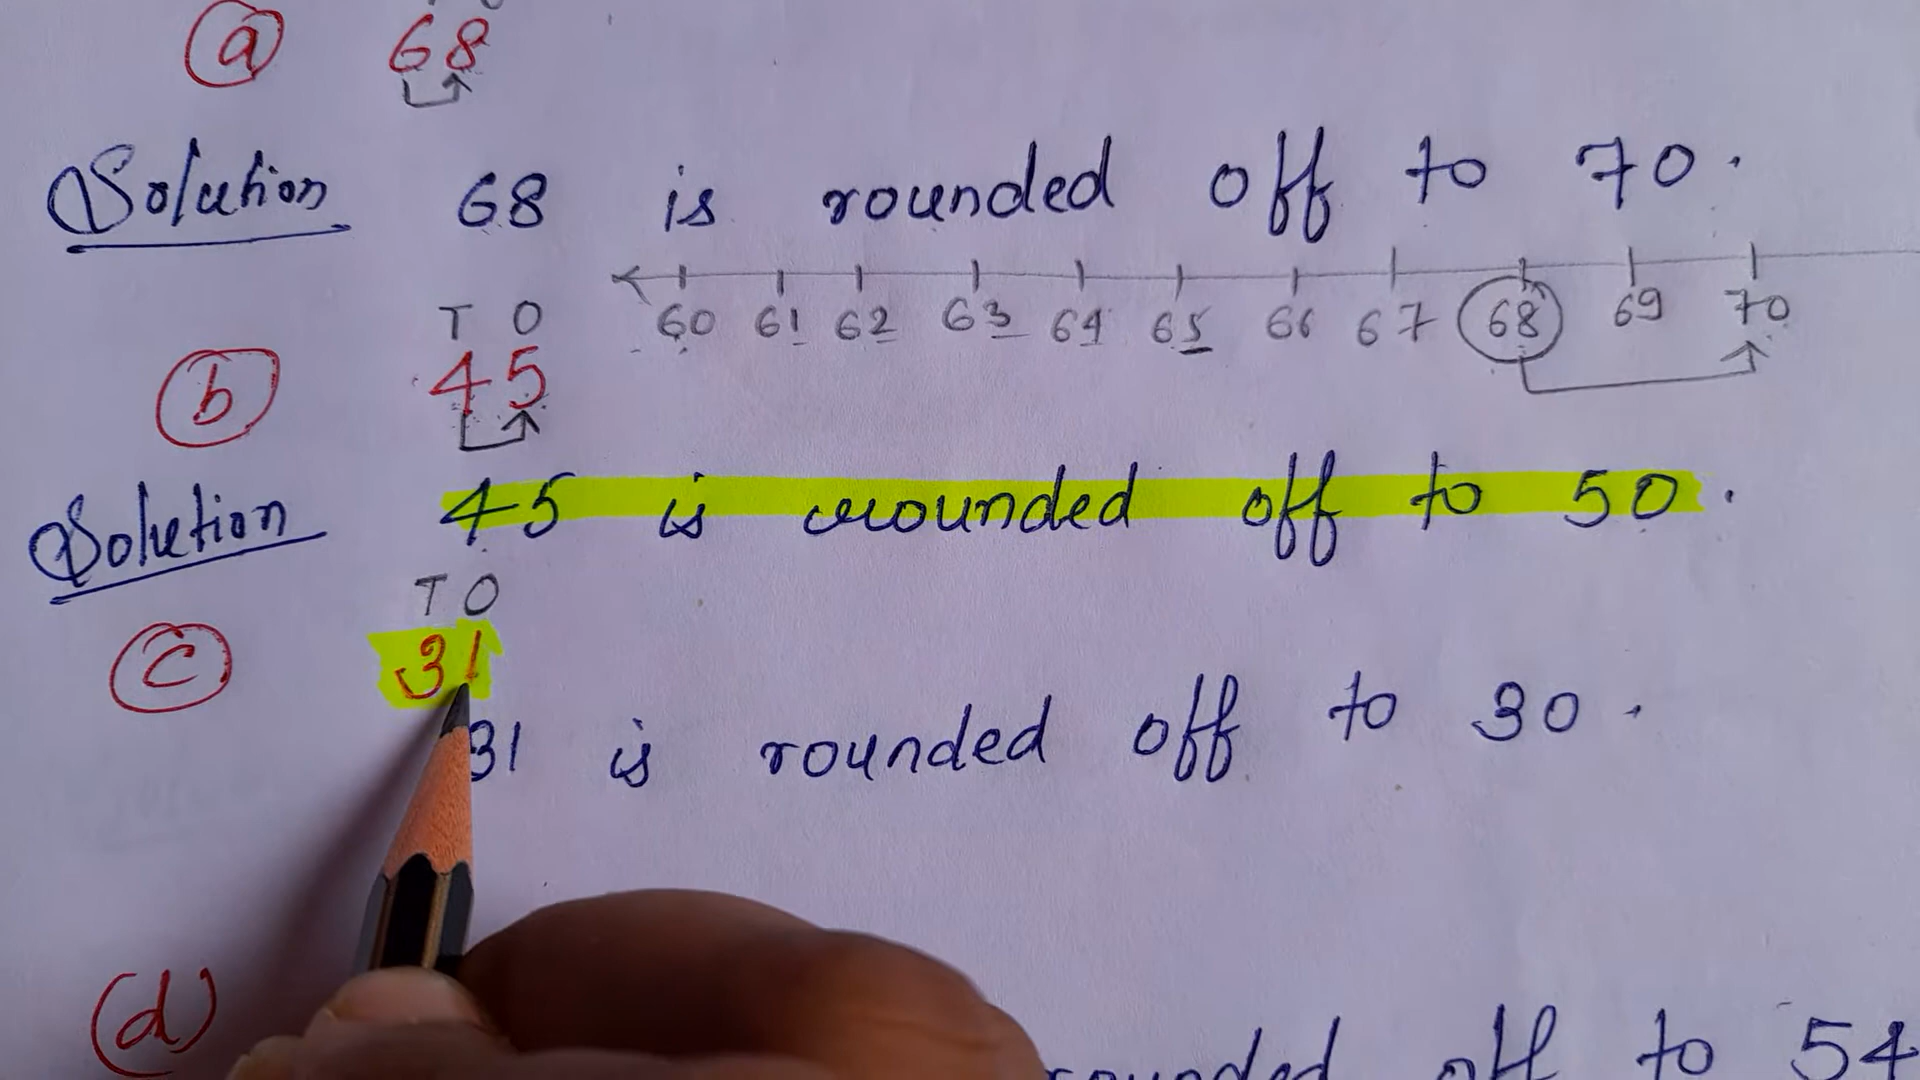 ⓐ 68
Solution 68 is rounded off to 70.
60 61 62 63 64 65 66 67 68 69 70
T O
ⓑ 45
Solution 45 is rounded off to 50.
T O
ⓒ 31
31 is rounded off to 30.
(d) rounded off to 54